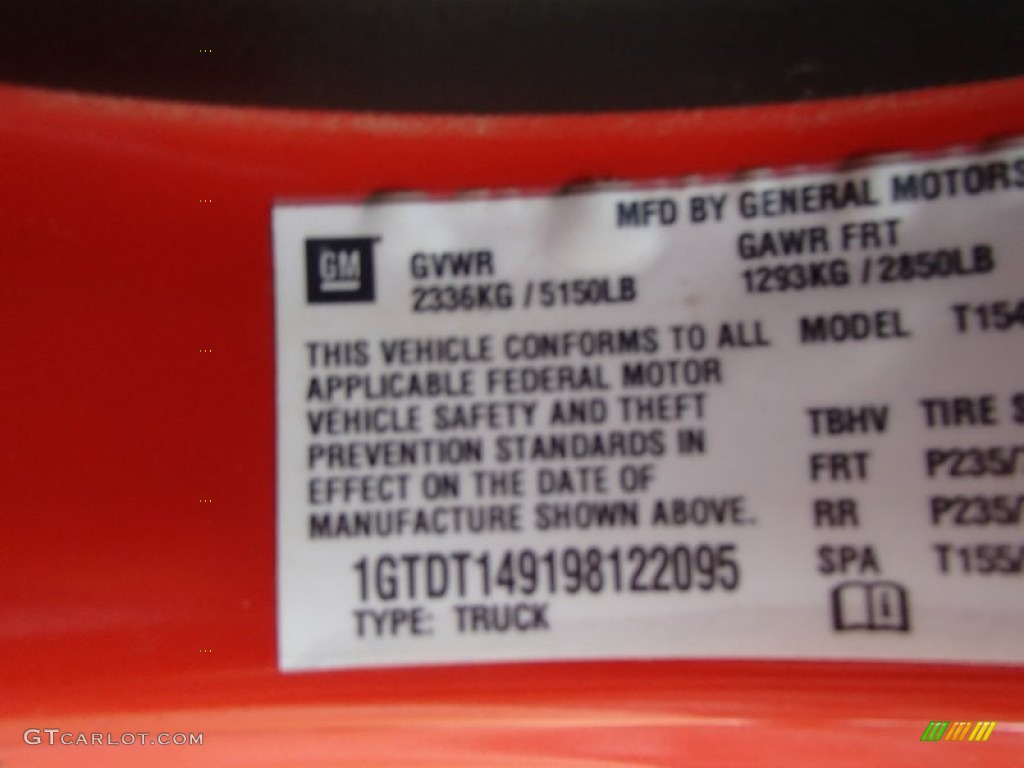 MFD BY GENERAL MOTORS
GM
GVWR
2336KG / 5150LB
GAWR FRT
1293KG / 2850LB
THIS VEHICLE CONFORMS TO ALL
APPLICABLE FEDERAL MOTOR
VEHICLE SAFETY AND THEFT
PREVENTION STANDARDS IN
EFFECT ON THE DATE OF
MANUFACTURE SHOWN ABOVE.
1GTDT149198122095
TYPE: TRUCK
MODEL T154
TBHV TIRE S
FRT P235/7
RR P235/7
SPA T155/
GTCARLOT.COM